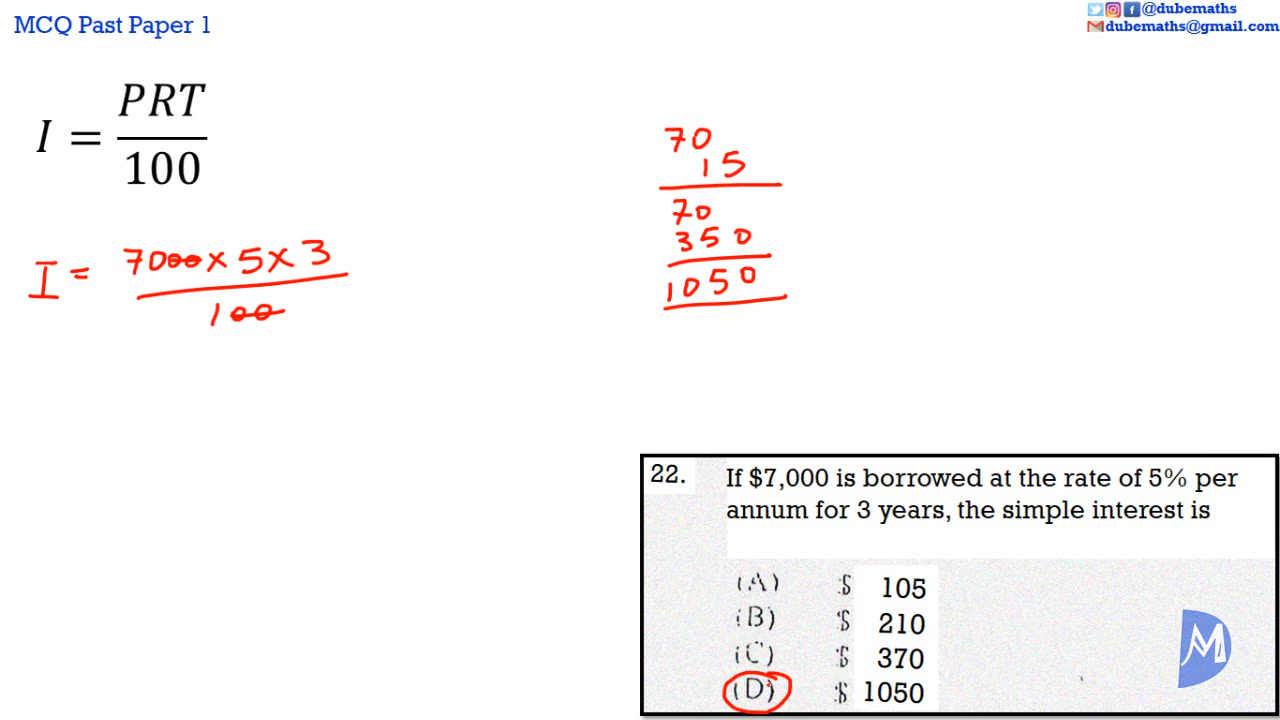 MCQ Past Paper 1
@dubemaths
dubemaths@gmail.com
I = PRT
100
I = 7000 × 5 × 3
100
70
15
70
350
1050
22. If $7,000 is borrowed at the rate of 5% per
annum for 3 years, the simple interest is
(A) $ 105
(B) $ 210
(C) $ 370
(D) $ 1050
M